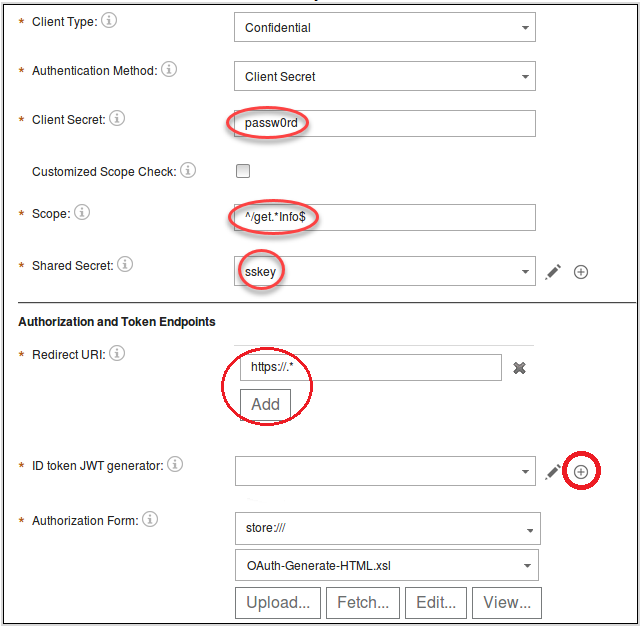 * Client Type:
Confidential
* Authentication Method:
Client Secret
* Client Secret:
passw0rd
Customized Scope Check:
* Scope:
^/get.*Info$
* Shared Secret:
sskey
Authorization and Token Endpoints
* Redirect URI:
https://.*
Add
* ID token JWT generator:
* Authorization Form:
store:///
OAuth-Generate-HTML.xsl
Upload... Fetch... Edit... View...